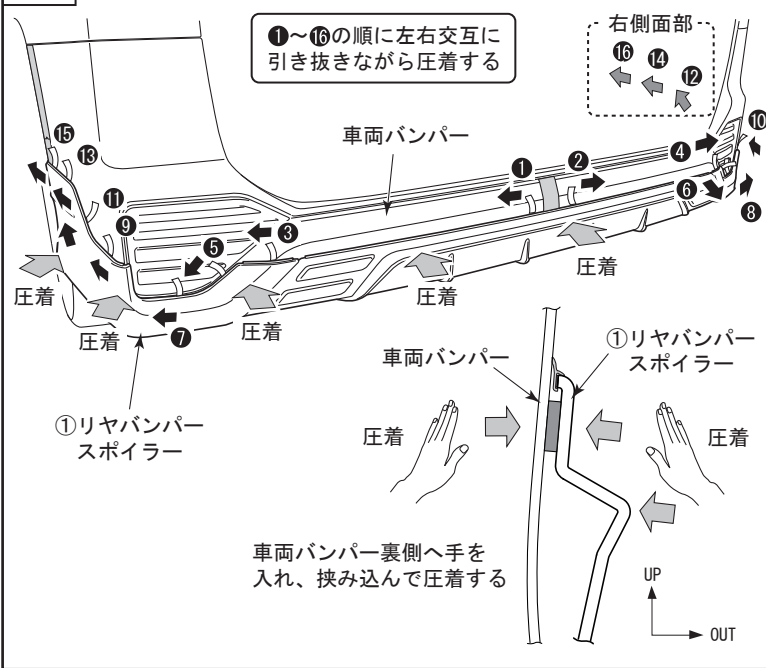 ❶～⓰の順に左右交互に
引き抜きながら圧着する
右側面部
⓰
⓮
⓬
車両バンパー
⓯
⓭
⓫
❾
❺
❸
❶
❷
❹
❿
❻
❽
❼
圧着
圧着
圧着
圧着
圧着
①リヤバンパー
スポイラー
車両バンパー
①リヤバンパー
スポイラー
圧着
圧着
車両バンパー裏側へ手を
入れ、挟み込んで圧着する
UP
OUT